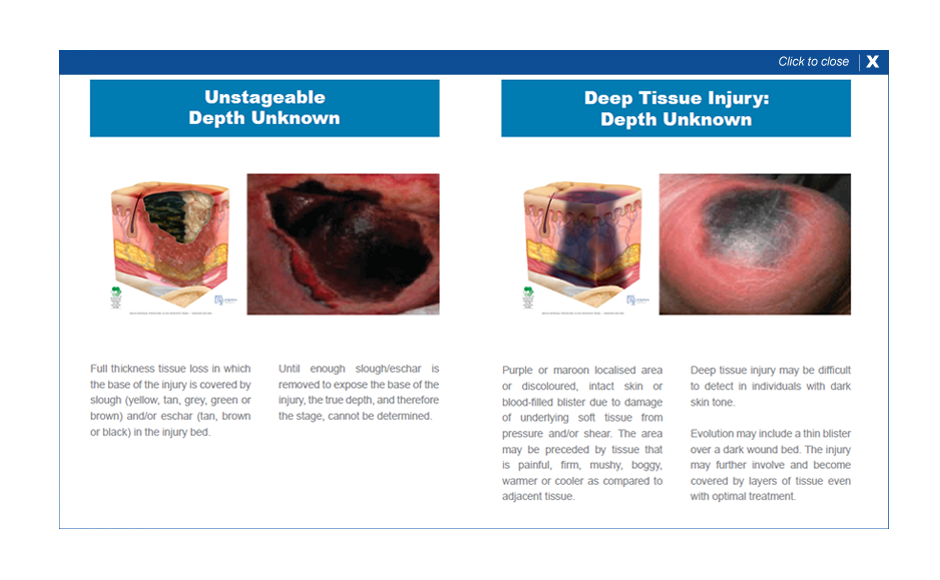 Click to close X
Unstageable
Depth Unknown
Full thickness tissue loss in which
the base of the injury is covered by
slough (yellow, tan, grey, green or
brown) and/or eschar (tan, brown
or black) in the injury bed.
Until enough slough/eschar is
removed to expose the base of the
injury, the true depth, and therefore
the stage, cannot be determined.
Deep Tissue Injury:
Depth Unknown
Purple or maroon localised area
or discoloured, intact skin or
blood-filled blister due to damage
of underlying soft tissue from
pressure and/or shear. The area
may be preceded by tissue that
is painful, firm, mushy, boggy,
warmer or cooler as compared to
adjacent tissue.
Deep tissue injury may be difficult
to detect in individuals with dark
skin tone.
Evolution may include a thin blister
over a dark wound bed. The injury
may further involve and become
covered by layers of tissue even
with optimal treatment.